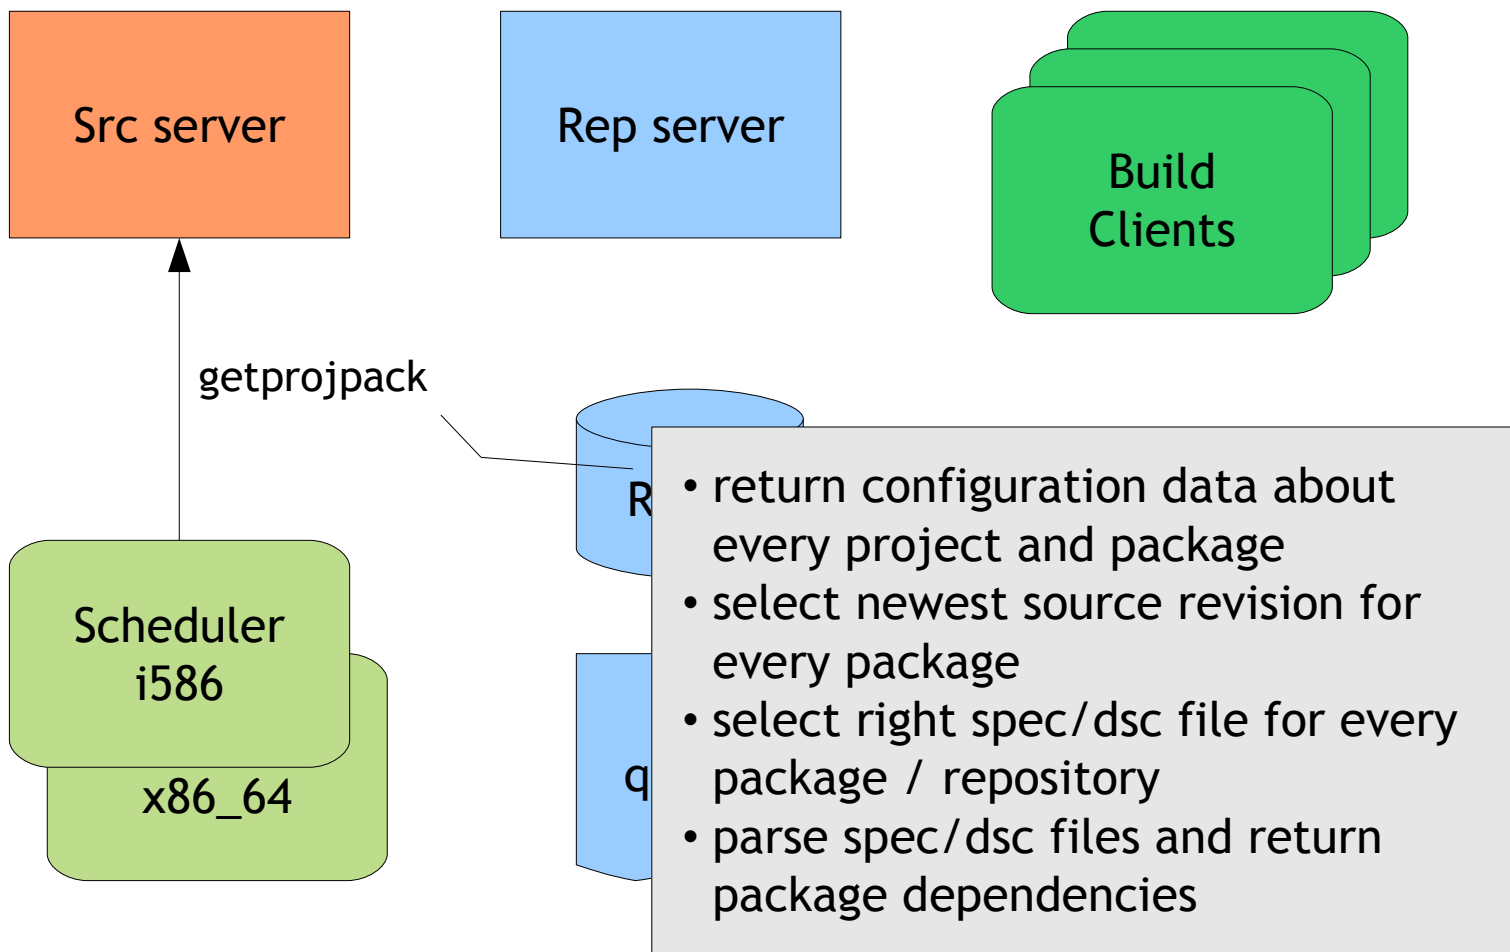 Src server
Rep server
Build
Clients
getprojpack
• return configuration data about
every project and package
• select newest source revision for
every package
• select right spec/dsc file for every
package / repository
• parse spec/dsc files and return
package dependencies
Scheduler
i586
x86_64